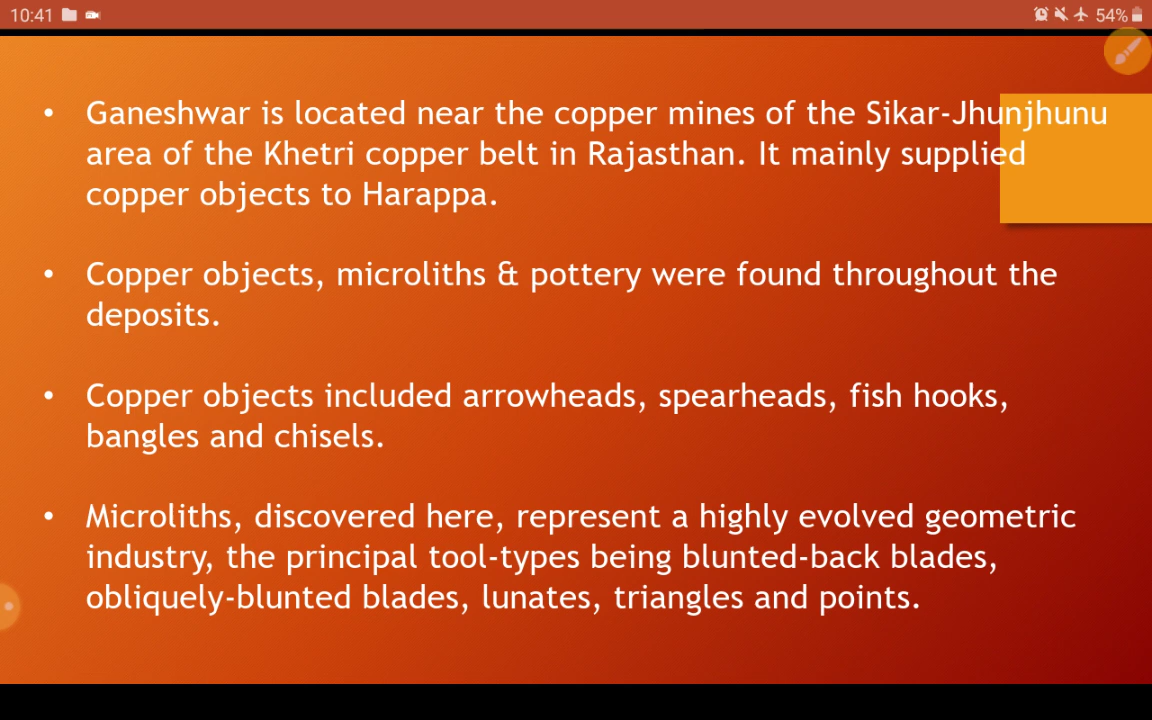 10:41
54%
• Ganeshwar is located near the copper mines of the Sikar-Jhunjhunu
area of the Khetri copper belt in Rajasthan. It mainly supplied
copper objects to Harappa.
• Copper objects, microliths & pottery were found throughout the
deposits.
• Copper objects included arrowheads, spearheads, fish hooks,
bangles and chisels.
• Microliths, discovered here, represent a highly evolved geometric
industry, the principal tool-types being blunted-back blades,
obliquely-blunted blades, lunates, triangles and points.